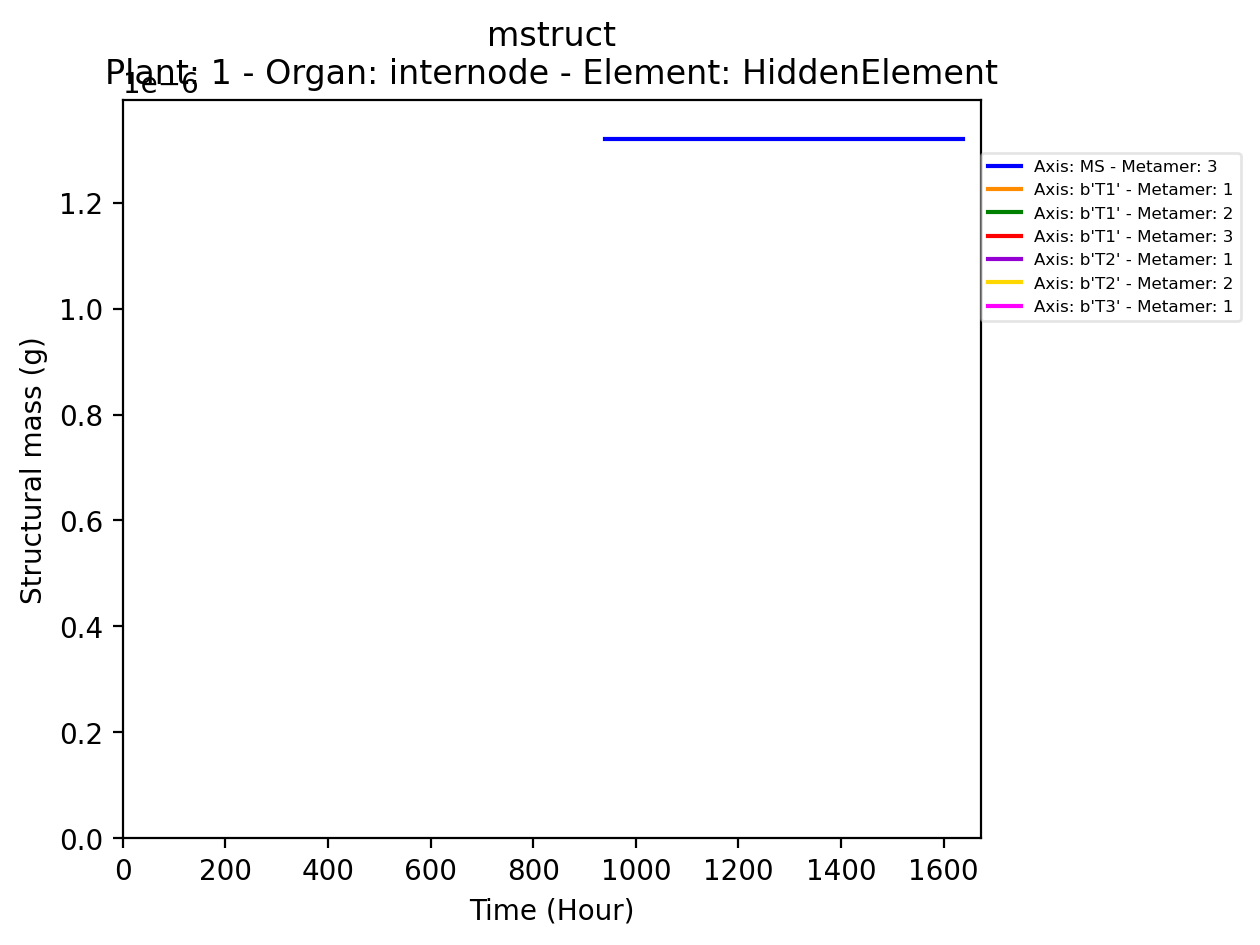 mstruct
Plant: 1 - Organ: internode - Element: HiddenElement
1e−6
1.2
1.0
0.8
0.6
0.4
0.2
0.0
Structural mass (g)
0 200 400 600 800 1000 1200 1400 1600
Time (Hour)
Axis: MS - Metamer: 3
Axis: b'T1' - Metamer: 1
Axis: b'T1' - Metamer: 2
Axis: b'T1' - Metamer: 3
Axis: b'T2' - Metamer: 1
Axis: b'T2' - Metamer: 2
Axis: b'T3' - Metamer: 1